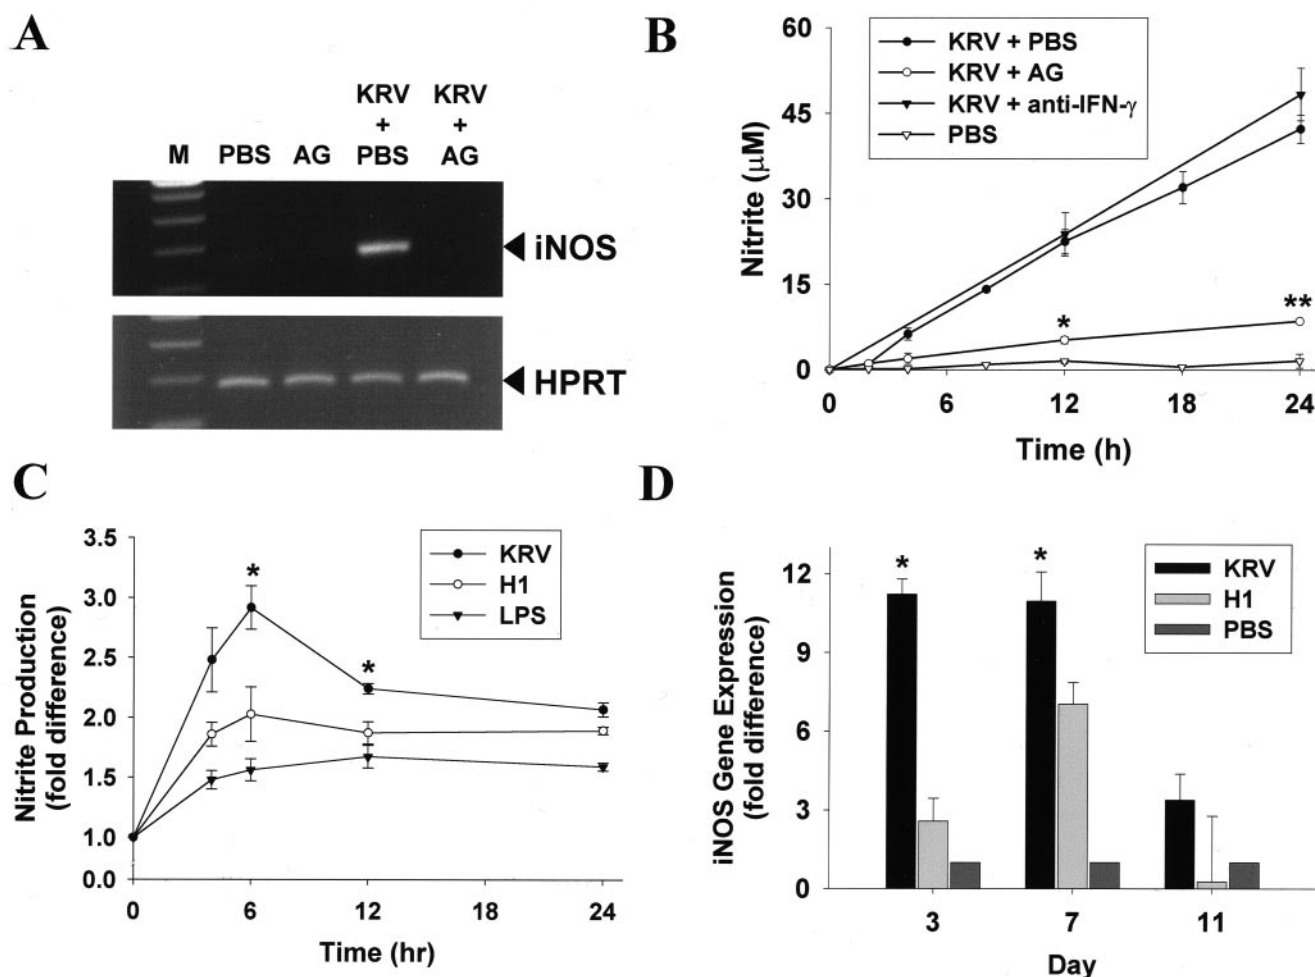 A
KRV KRV
+ +
M PBS AG PBS AG
iNOS
HPRT
B
KRV + PBS
KRV + AG
KRV + anti-IFN-γ
PBS
Nitrite (μM)
60
45
30
15
0
*
**
0 6 12 18 24
Time (h)
C
KRV
H1
LPS
Nitrite Production
(fold difference)
3.5
3.0
2.5
2.0
1.5
1.0
0.0
*
*
0 6 12 18 24
Time (hr)
D
KRV
H1
PBS
iNOS Gene Expression
(fold difference)
12
9
6
3
0
*
*
3 7 11
Day